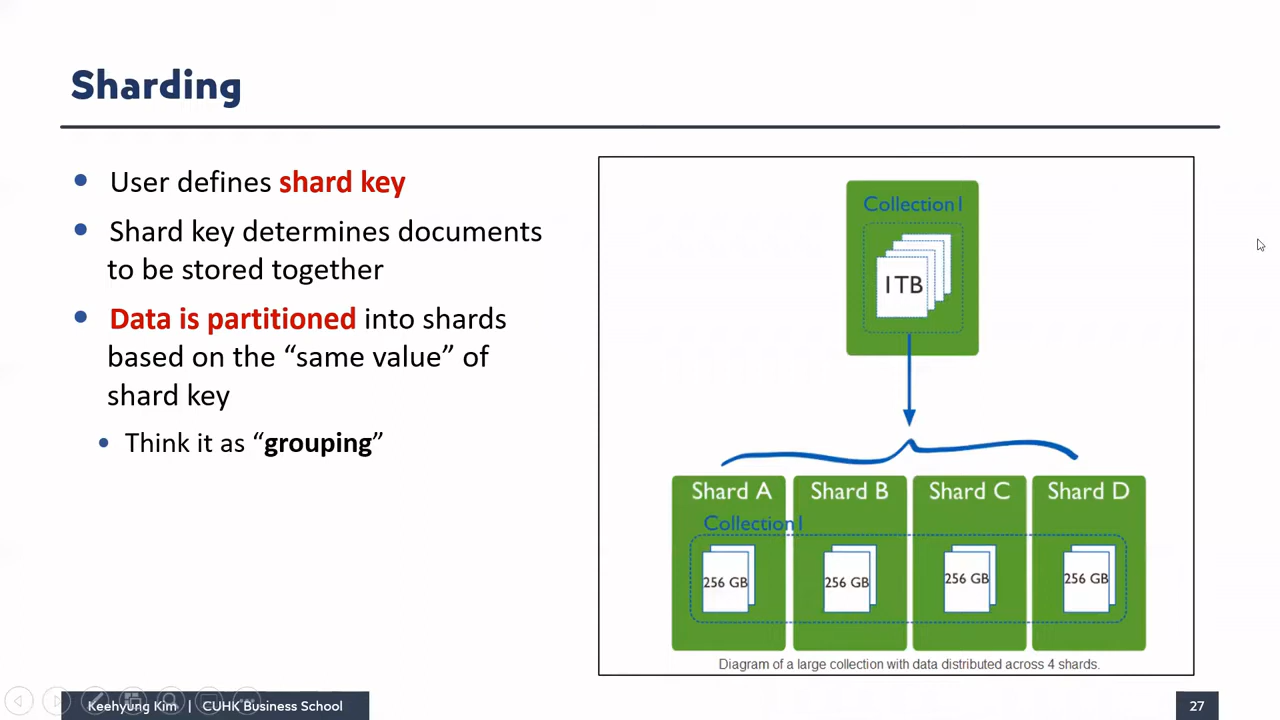 Sharding
User defines shard key
Shard key determines documents
to be stored together
Data is partitioned into shards
based on the “same value” of
shard key
Think it as “grouping”
Collection1
1TB
Shard A
Shard B
Shard C
Shard D
Collection1
256 GB
256 GB
256 GB
256 GB
Diagram of a large collection with data distributed across 4 shards.
Keehyung Kim | CUHK Business School
27